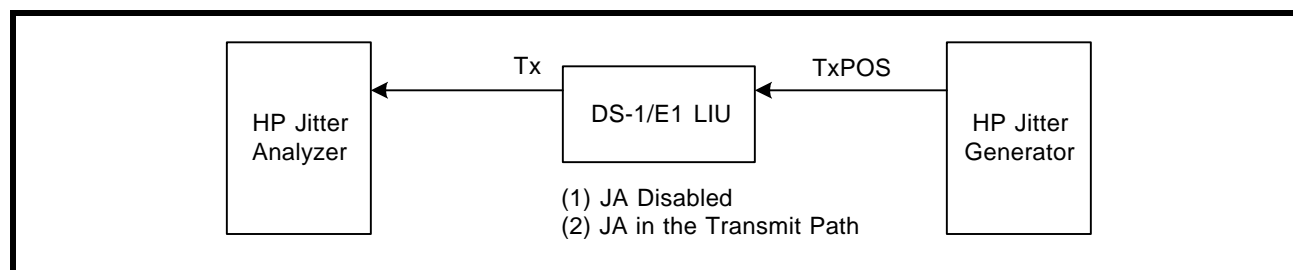 HP Jitter
Analyzer
Tx
DS-1/E1 LIU
TxPOS
HP Jitter
Generator
(1) JA Disabled
(2) JA in the Transmit Path